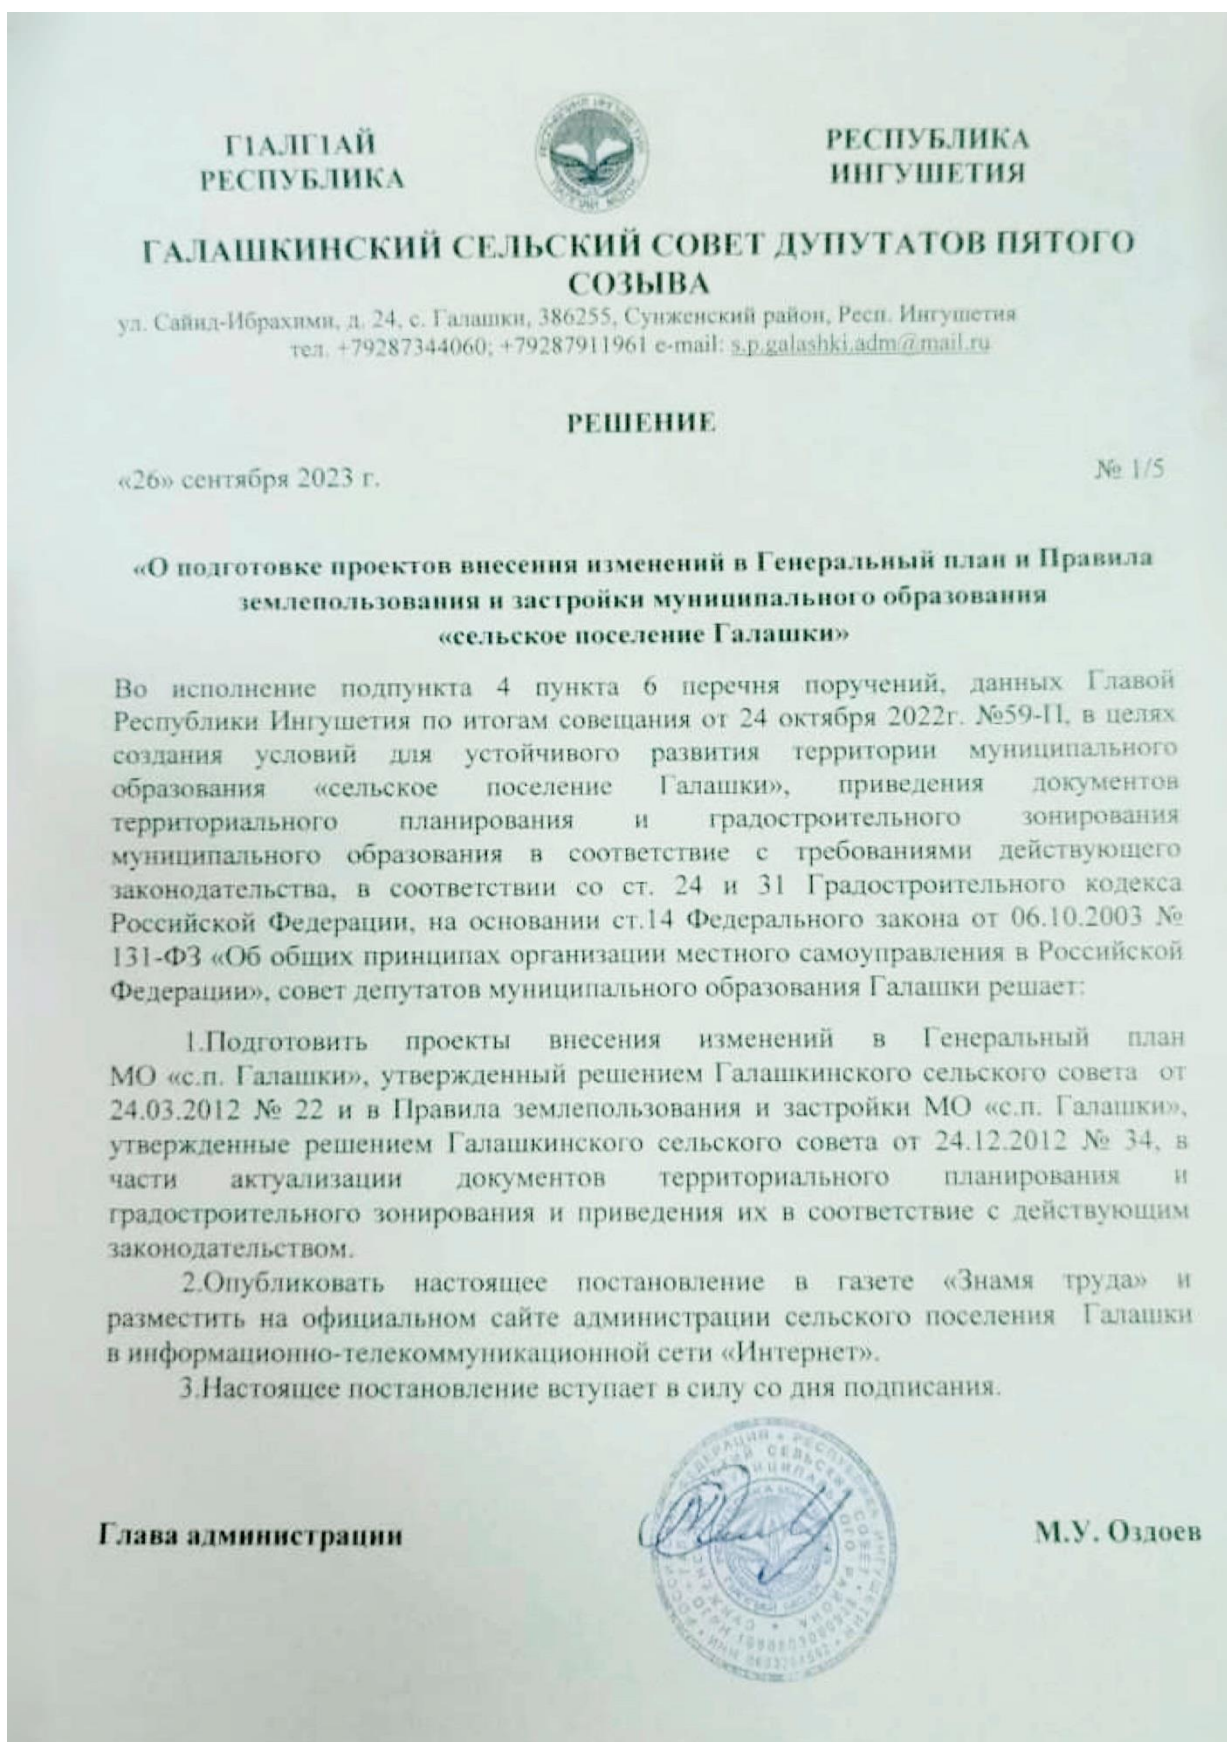 Г1АЛГ1АЙ
РЕСПУБЛИКА
РЕСПУБЛИКА
ИНГУШЕТИЯ
ГАЛАШКИНСКИЙ СЕЛЬСКИЙ СОВЕТ ДУПУТАТОВ ПЯТОГО
СОЗЫВА
ул. Сайид-Ибрахими, д. 24, с. Галашки, 386255, Сунженский район, Респ. Ингушетия
тел. +79287344060; +79287911961 e-mail: s.p.galashki.adm@mail.ru
РЕШЕНИЕ
«26» сентября 2023 г.
№ 1/5
«О подготовке проектов внесения изменений в Генеральный план и Правила
землепользования и застройки муниципального образования
«сельское поселение Галашки»
Во исполнение подпункта 4 пункта 6 перечня поручений, данных Главой
Республики Ингушетия по итогам совещания от 24 октября 2022г. №59-П, в целях
создания условий для устойчивого развития территории муниципального
образования «сельское поселение Галашки», приведения документов
территориального планирования и градостроительного зонирования
муниципального образования в соответствие с требованиями действующего
законодательства, в соответствии со ст. 24 и 31 Градостроительного кодекса
Российской Федерации, на основании ст.14 Федерального закона от 06.10.2003 №
131-ФЗ «Об общих принципах организации местного самоуправления в Российской
Федерации», совет депутатов муниципального образования Галашки решает:
1.Подготовить проекты внесения изменений в Генеральный план
МО «с.п. Галашки», утвержденный решением Галашкинского сельского совета от
24.03.2012 № 22 и в Правила землепользования и застройки МО «с.п. Галашки»,
утвержденные решением Галашкинского сельского совета от 24.12.2012 № 34, в
части актуализации документов территориального планирования и
градостроительного зонирования и приведения их в соответствие с действующим
законодательством.
2.Опубликовать настоящее постановление в газете «Знамя труда» и
разместить на официальном сайте администрации сельского поселения Галашки
в информационно-телекоммуникационной сети «Интернет».
3.Настоящее постановление вступает в силу со дня подписания.
Глава администрации
М.У. Оздоев